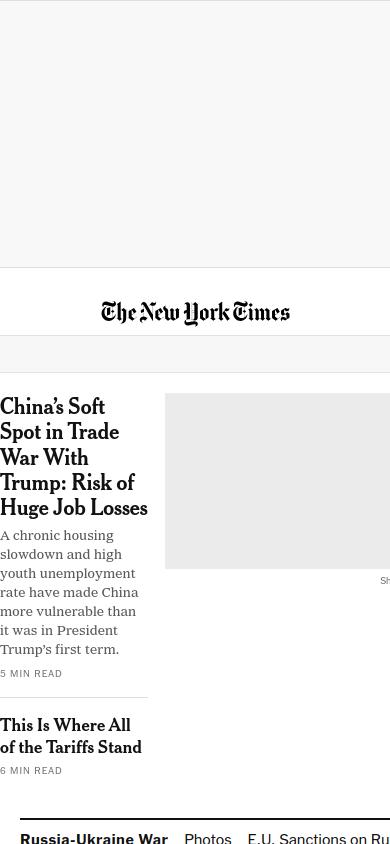 The New York Times
China's Soft
Spot in Trade
War With
Trump: Risk of
Huge Job Losses
A chronic housing
slowdown and high
youth unemployment
rate have made China
more vulnerable than
it was in President
Trump's first term.
5 MIN READ
Sh
This Is Where All
of the Tariffs Stand
6 MIN READ
Russia-Ukraine War Photos E.U. Sanctions on Ru